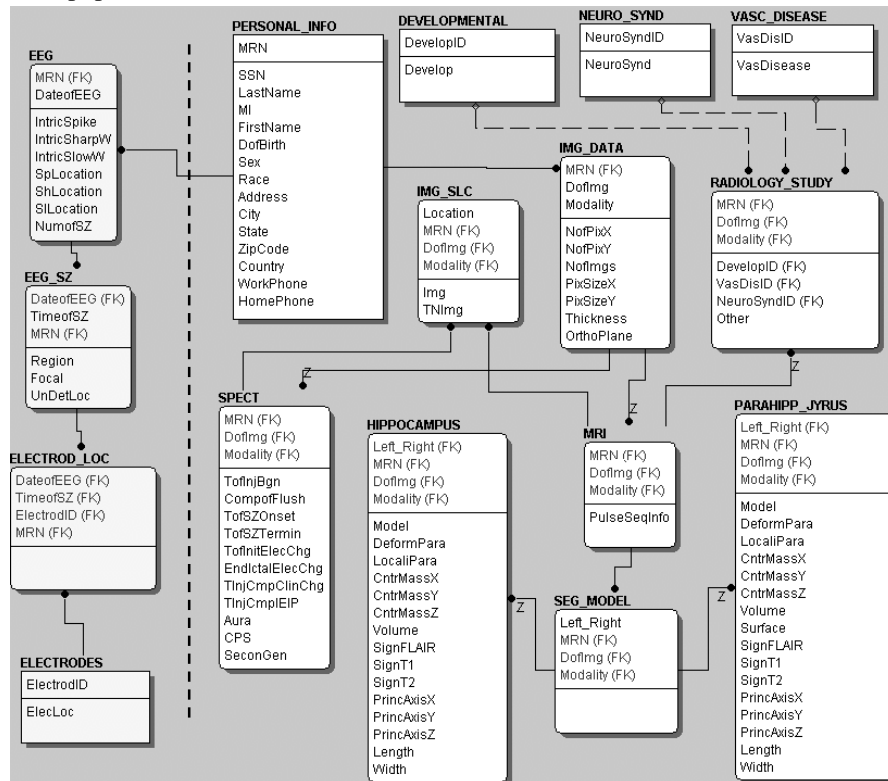 EEG
MRN (FK)
DateofEEG
IntricSpike
IntricSharpW
IntricSlowW
SpLocation
ShLocation
SlLocation
NumofSZ
EEG_SZ
DateofEEG (FK)
TimeofSZ
MRN (FK)
Region
Focal
UnDetLoc
ELECTROD_LOC
DateofEEG (FK)
TimeofSZ (FK)
ElectrodID (FK)
MRN (FK)
ELECTRODES
ElectrodID
ElecLoc
PERSONAL_INFO
MRN
SSN
LastName
MI
FirstName
DofBirth
Sex
Race
Address
City
State
ZipCode
Country
WorkPhone
HomePhone
DEVELOPMENTAL
DevelopID
Develop
NEURO_SYND
NeuroSyndID
NeuroSynd
VASC_DISEASE
VasDisID
VasDisease
IMG_SLC
Location
MRN (FK)
DofImg (FK)
Modality (FK)
Img
TNImg
IMG_DATA
MRN (FK)
DofImg
Modality
NofPixX
NofPixY
NofImgs
PixSizeX
PixSizeY
Thickness
OrthoPlane
RADIOLOGY_STUDY
MRN (FK)
DofImg (FK)
Modality (FK)
DevelopID (FK)
VasDisID (FK)
NeuroSyndID (FK)
Other
Z
Z
Z
SPECT
MRN (FK)
DofImg (FK)
Modality (FK)
TofInjBgn
CompofFlush
TofSZOnset
TofSZTermin
TofInitElecChg
EndIctalElecChg
TInjCmpClinChg
TInjCmplEIP
Aura
CPS
SeconGen
HIPPOCAMPUS
Left_Right (FK)
MRN (FK)
DofImg (FK)
Modality (FK)
Model
DeformPara
LocaliPara
CntrMassX
CntrMassY
CntrMassZ
Volume
SignFLAIR
SignT1
SignT2
PrincAxisX
PrincAxisY
PrincAxisZ
Length
Width
MRI
MRN (FK)
DofImg (FK)
Modality (FK)
PulseSeqInfo
Z
Z
SEG_MODEL
Left_Right
MRN (FK)
DofImg (FK)
Modality (FK)
PARAHIPP_JYRUS
Left_Right (FK)
MRN (FK)
DofImg (FK)
Modality (FK)
Model
DeformPara
LocaliPara
CntrMassX
CntrMassY
CntrMassZ
Volume
Surface
SignFLAIR
SignT1
SignT2
PrincAxisX
PrincAxisY
PrincAxisZ
Length
Width